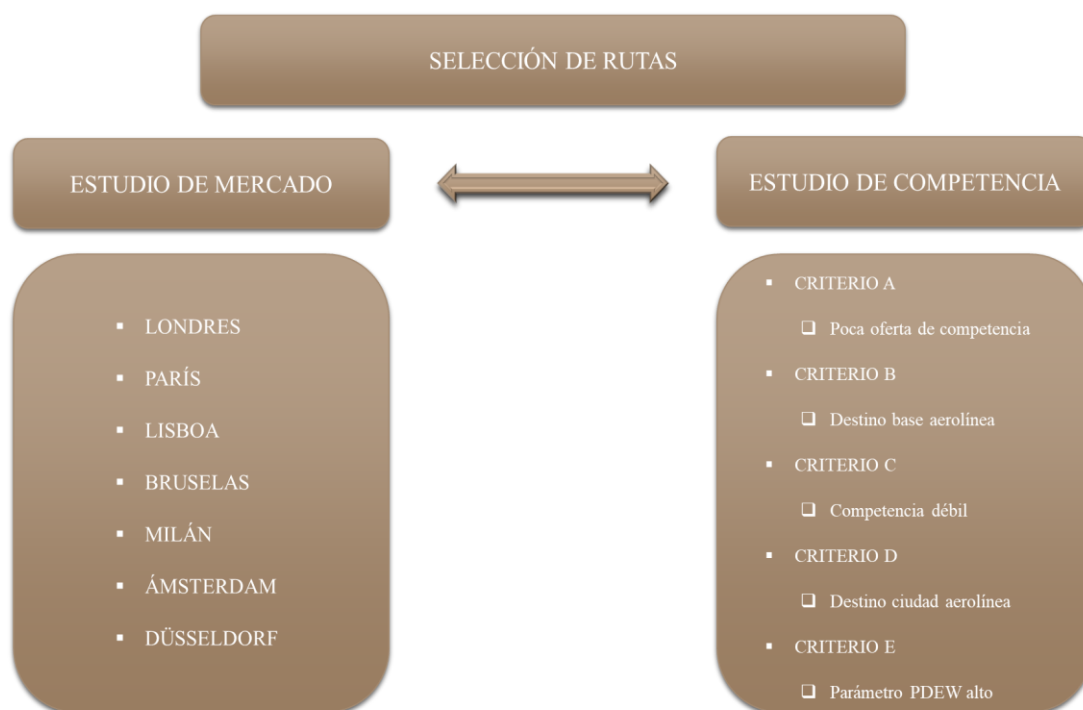 SELECCIÓN DE RUTAS
ESTUDIO DE MERCADO
LONDRES
PARÍS
LISBOA
BRUSELAS
MILÁN
ÁMSTERDAM
DÜSSELDORF
ESTUDIO DE COMPETENCIA
CRITERIO A
Poca oferta de competencia
CRITERIO B
Destino base aerolínea
CRITERIO C
Competencia débil
CRITERIO D
Destino ciudad aerolínea
CRITERIO E
Parámetro PDEW alto